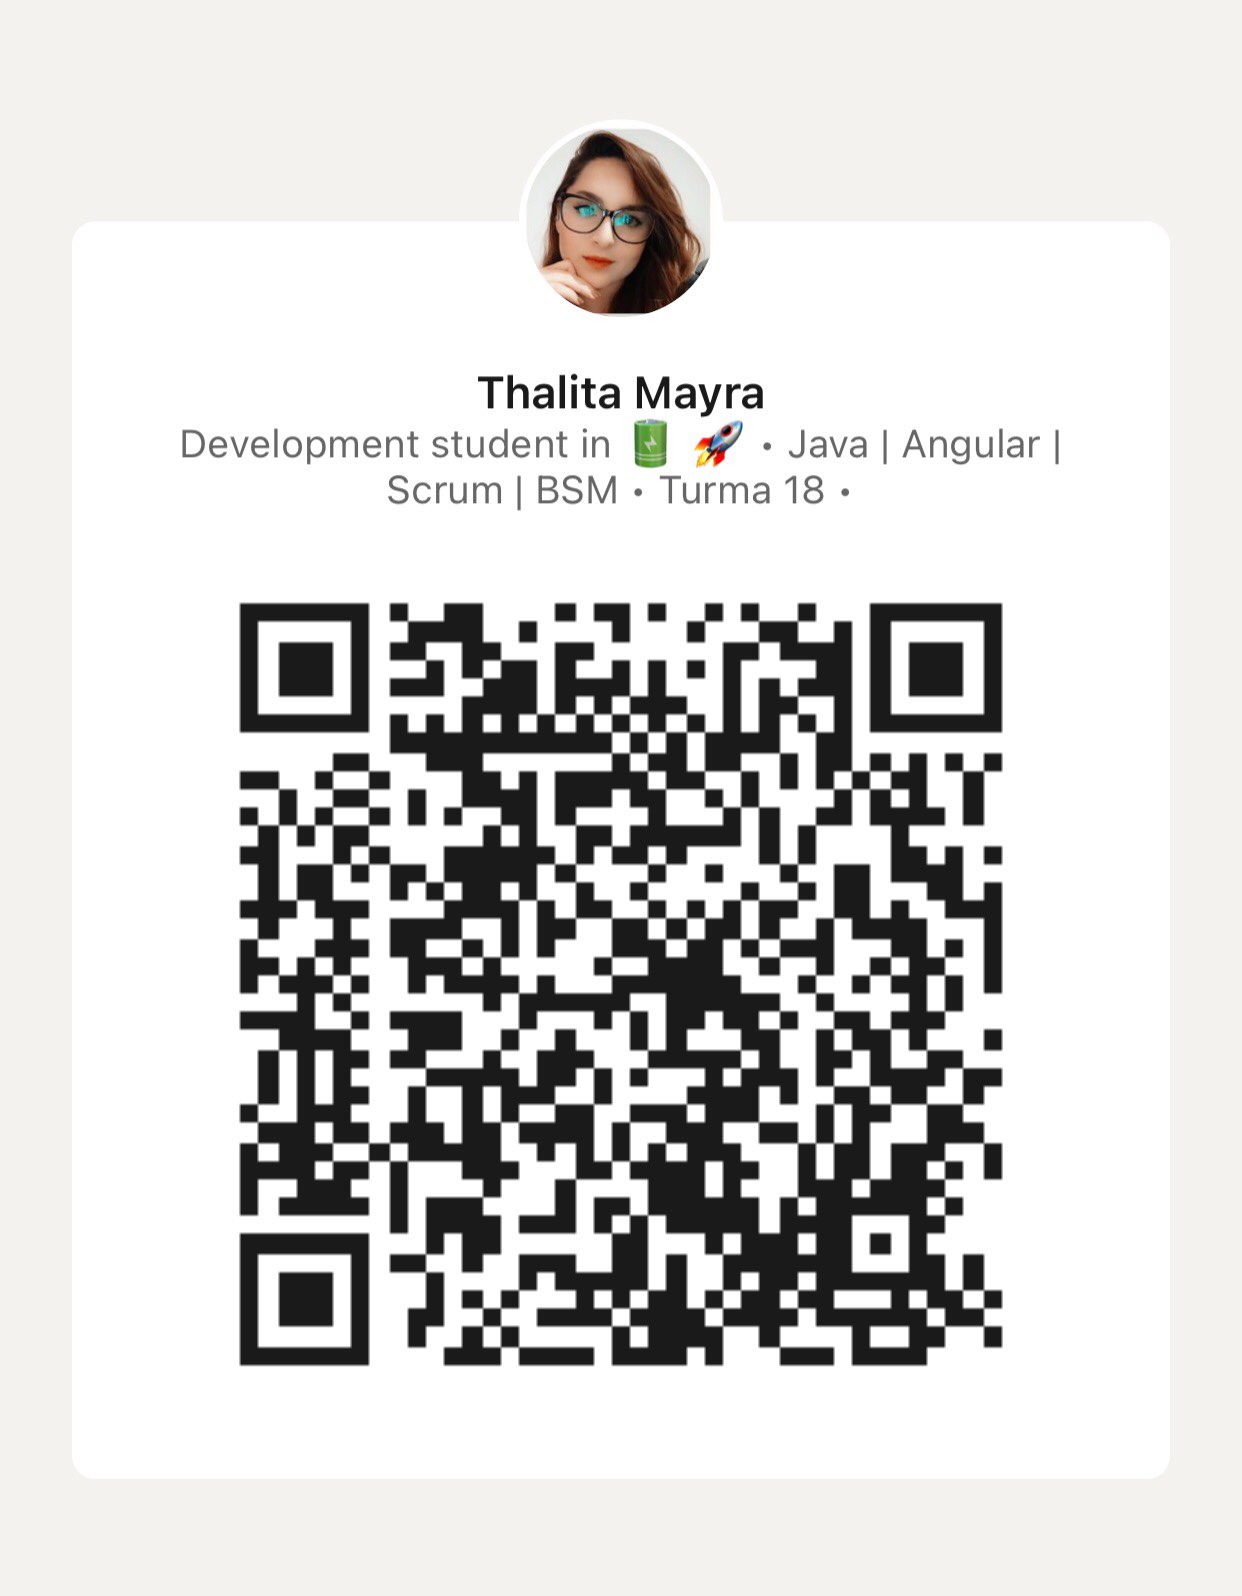 Thalita Mayra
Development student in 🔋 🚀 • Java | Angular |
Scrum | BSM • Turma 18 •